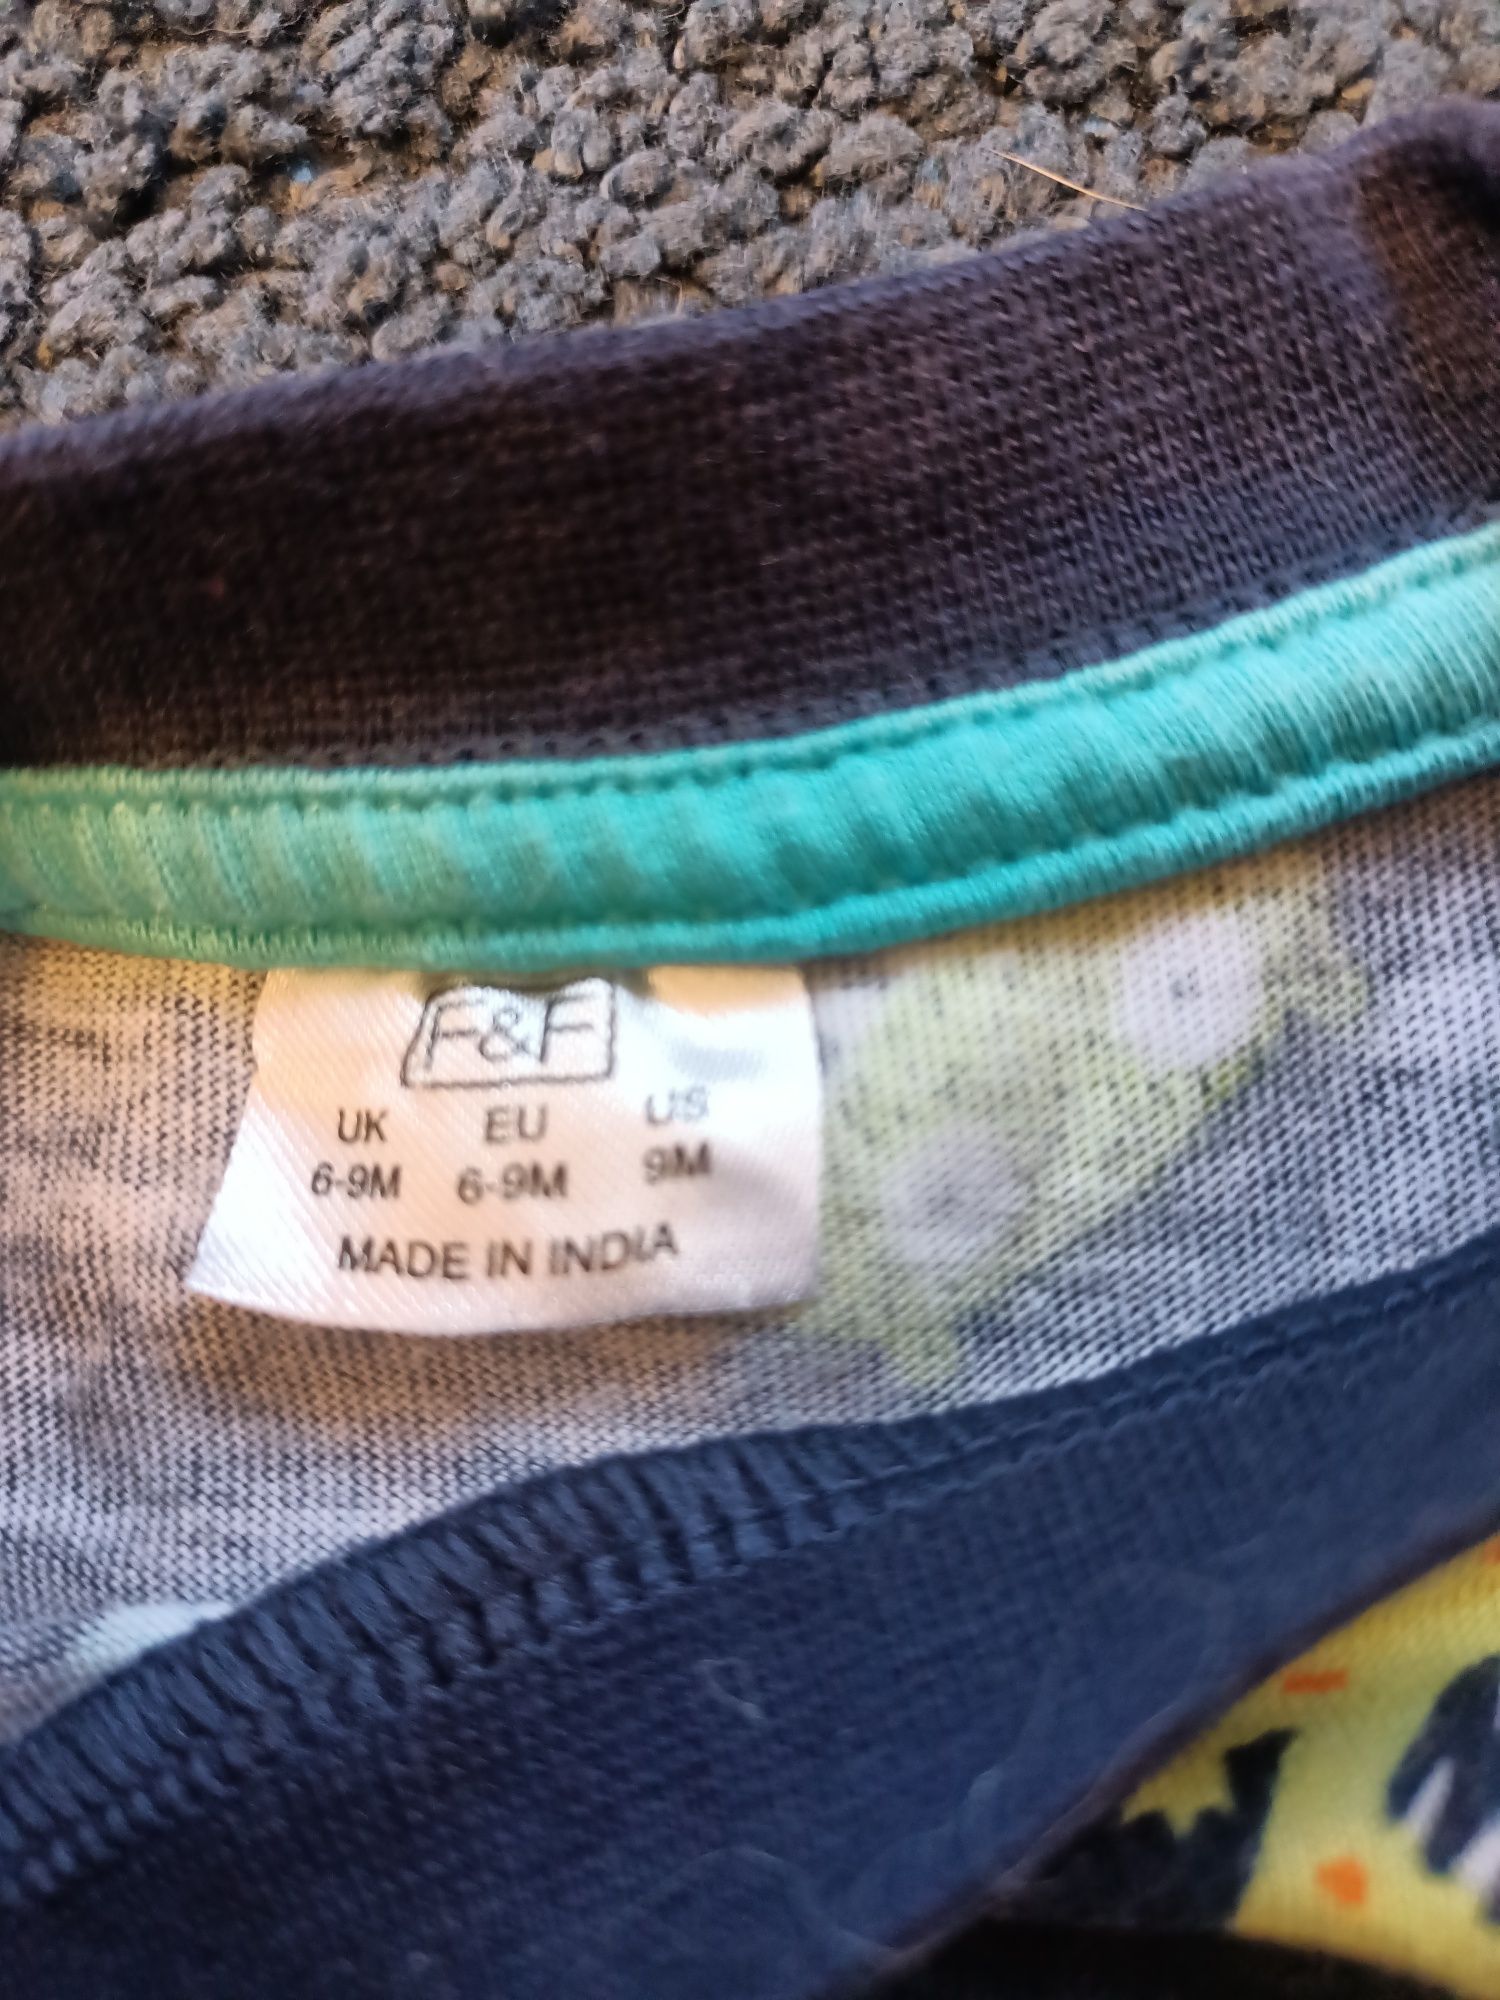 F&F
UK EU US
6-9M 6-9M 9M
MADE IN INDIA